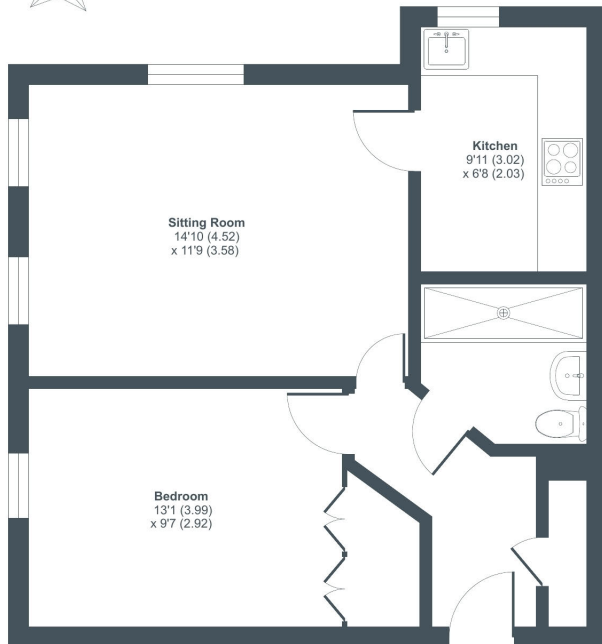 Kitchen
9'11 (3.02)
x 6'8 (2.03)
Sitting Room
14'10 (4.52)
x 11'9 (3.58)
Bedroom
13'1 (3.99)
x 9'7 (2.92)